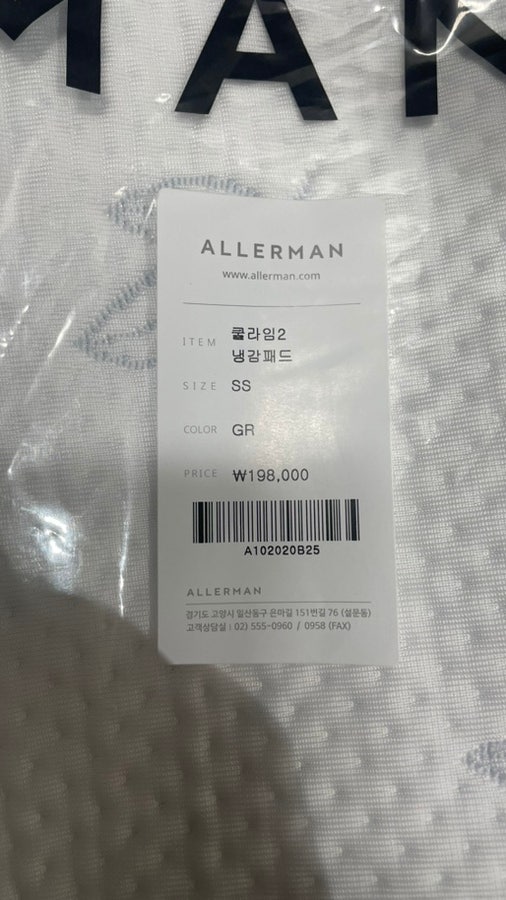 MAN
ALLERMAN
www.allerman.com
ITEM 쿨라임2
냉감패드
SIZE SS
COLOR GR
PRICE ₩198,000
A102020B25
ALLERMAN
경기도 고양시 일산동구 은마길 151번길 76 (설문동)
고객상담실 : 02) 555-0960 / 0958 (FAX)